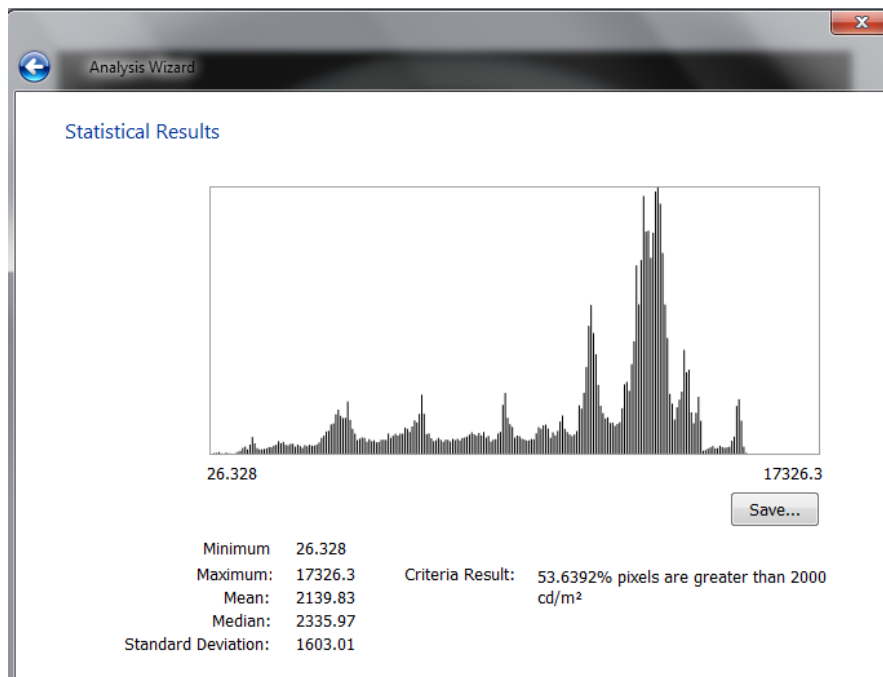 Analysis Wizard
Statistical Results
26.328 17326.3
Save...
Minimum 26.328
Maximum: 17326.3
Mean: 2139.83
Median: 2335.97
Standard Deviation: 1603.01
Criteria Result: 53.6392% pixels are greater than 2000
cd/m²